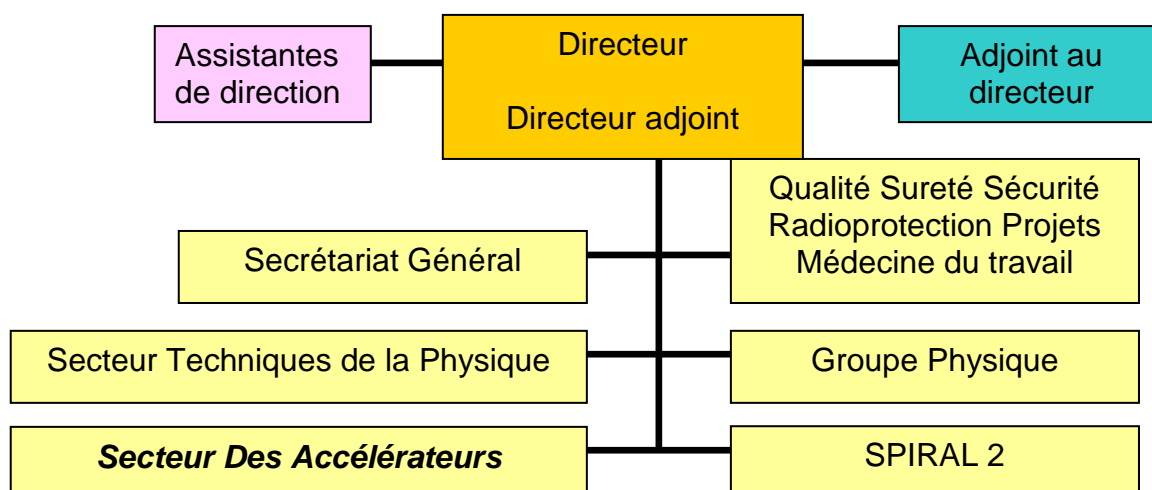 Assistantes
de direction
Directeur
Directeur adjoint
Adjoint au
directeur
Qualité Sureté Sécurité
Radioprotection Projets
Médecine du travail
Secrétariat Général
Secteur Techniques de la Physique
Groupe Physique
Secteur Des Accélérateurs
SPIRAL 2